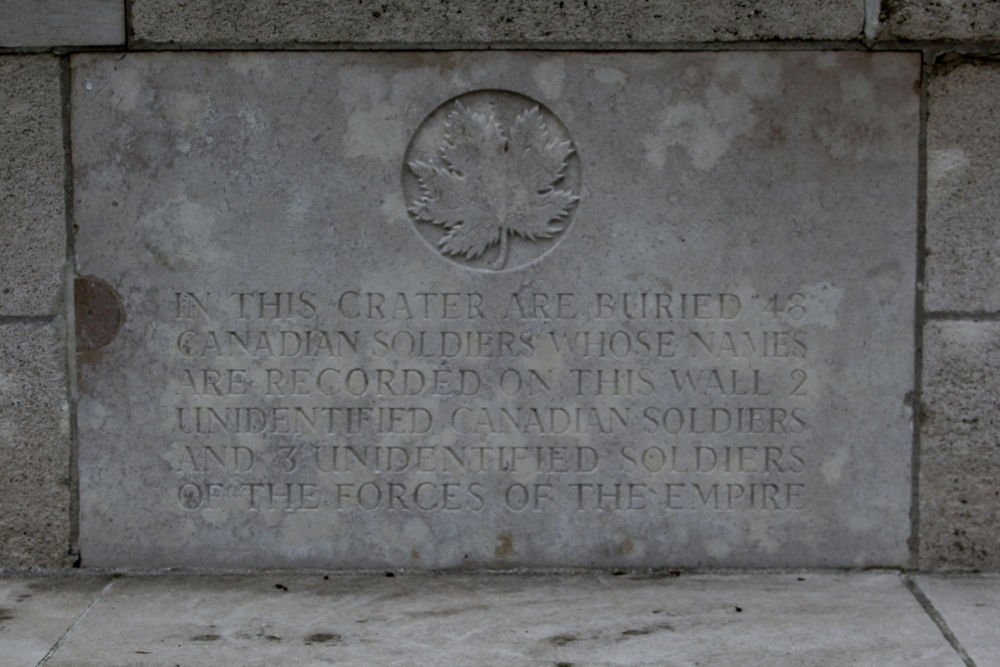 IN THIS CRATER ARE BURIED 48
CANADIAN SOLDIERS WHOSE NAMES
ARE RECORDED ON THIS WALL 2
UNIDENTIFIED CANADIAN SOLDIERS
AND 3 UNIDENTIFIED SOLDIERS
OF THE FORCES OF THE EMPIRE